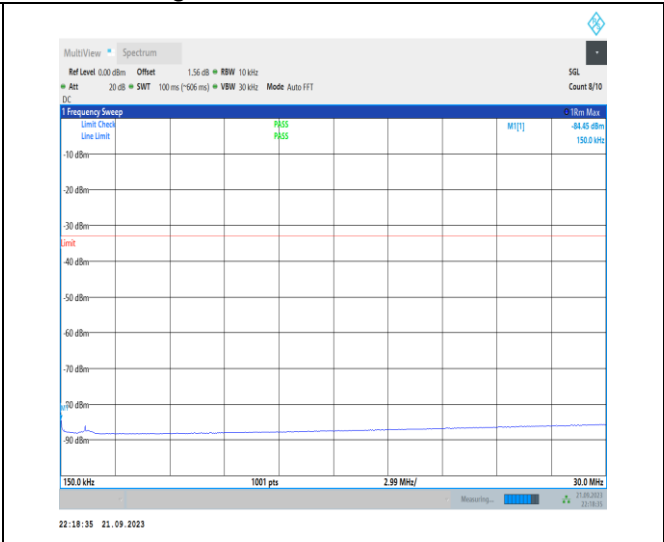 MultiView Spectrum
Ref Level 0.00 dBm Offset 1.56 dB RBW 10 kHz SGL
Att 20 dB SWT 100 ms (~606 ms) VBW 30 kHz Mode Auto FFT Count 8/10
DC
1 Frequency Sweep 1Rm Max
Limit Check PASS M1[1] -84.45 dBm
Line Limit PASS 150.0 kHz
-10 dBm
-20 dBm
-30 dBm
Limit
-40 dBm
-50 dBm
-60 dBm
-70 dBm
-80 dBm
-90 dBm
150.0 kHz 1001 pts 2.99 MHz/ 30.0 MHz
Measuring... 21.09.2023
22:18:35
22:18:35 21.09.2023